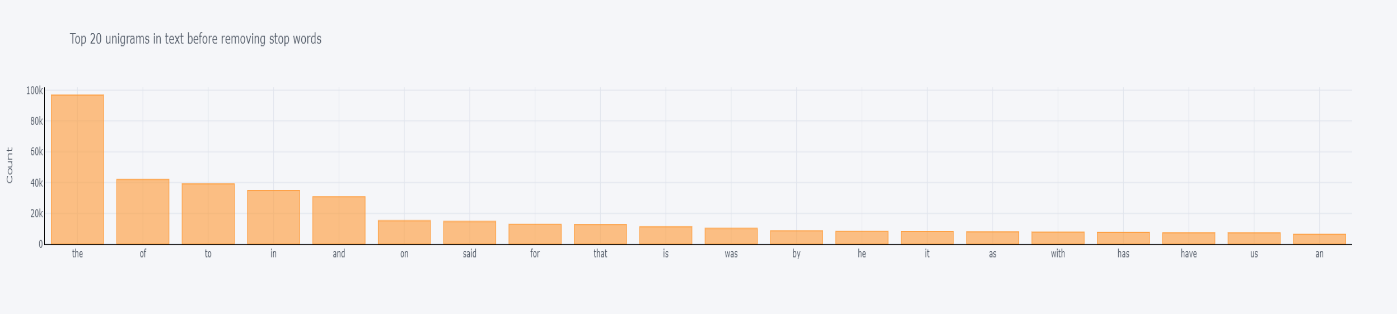 Top 20 unigrams in text before removing stop words
Count
100k
80k
60k
40k
20k
0
the of to in and on said for that is was by he it as with has have us an